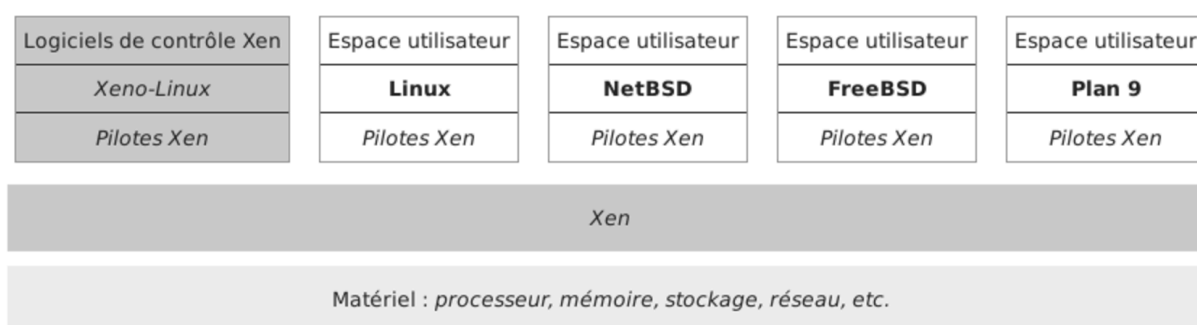 Logiciels de contrôle Xen
Xeno-Linux
Pilotes Xen
Espace utilisateur
Linux
Pilotes Xen
Espace utilisateur
NetBSD
Pilotes Xen
Espace utilisateur
FreeBSD
Pilotes Xen
Espace utilisateur
Plan 9
Pilotes Xen
Xen
Matériel : processeur, mémoire, stockage, réseau, etc.